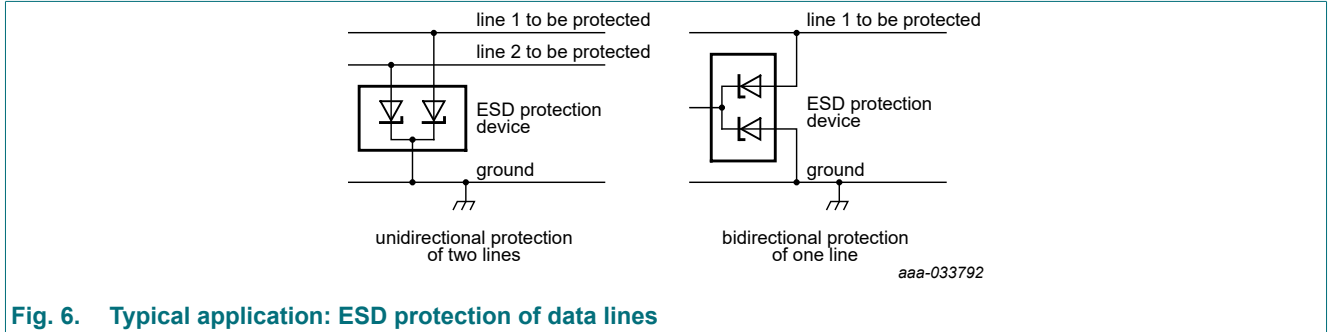 line 1 to be protected
line 2 to be protected
ESD protection
device
ground
unidirectional protection
of two lines
line 1 to be protected
ESD protection
device
ground
bidirectional protection
of one line
aaa-033792
Fig. 6. Typical application: ESD protection of data lines